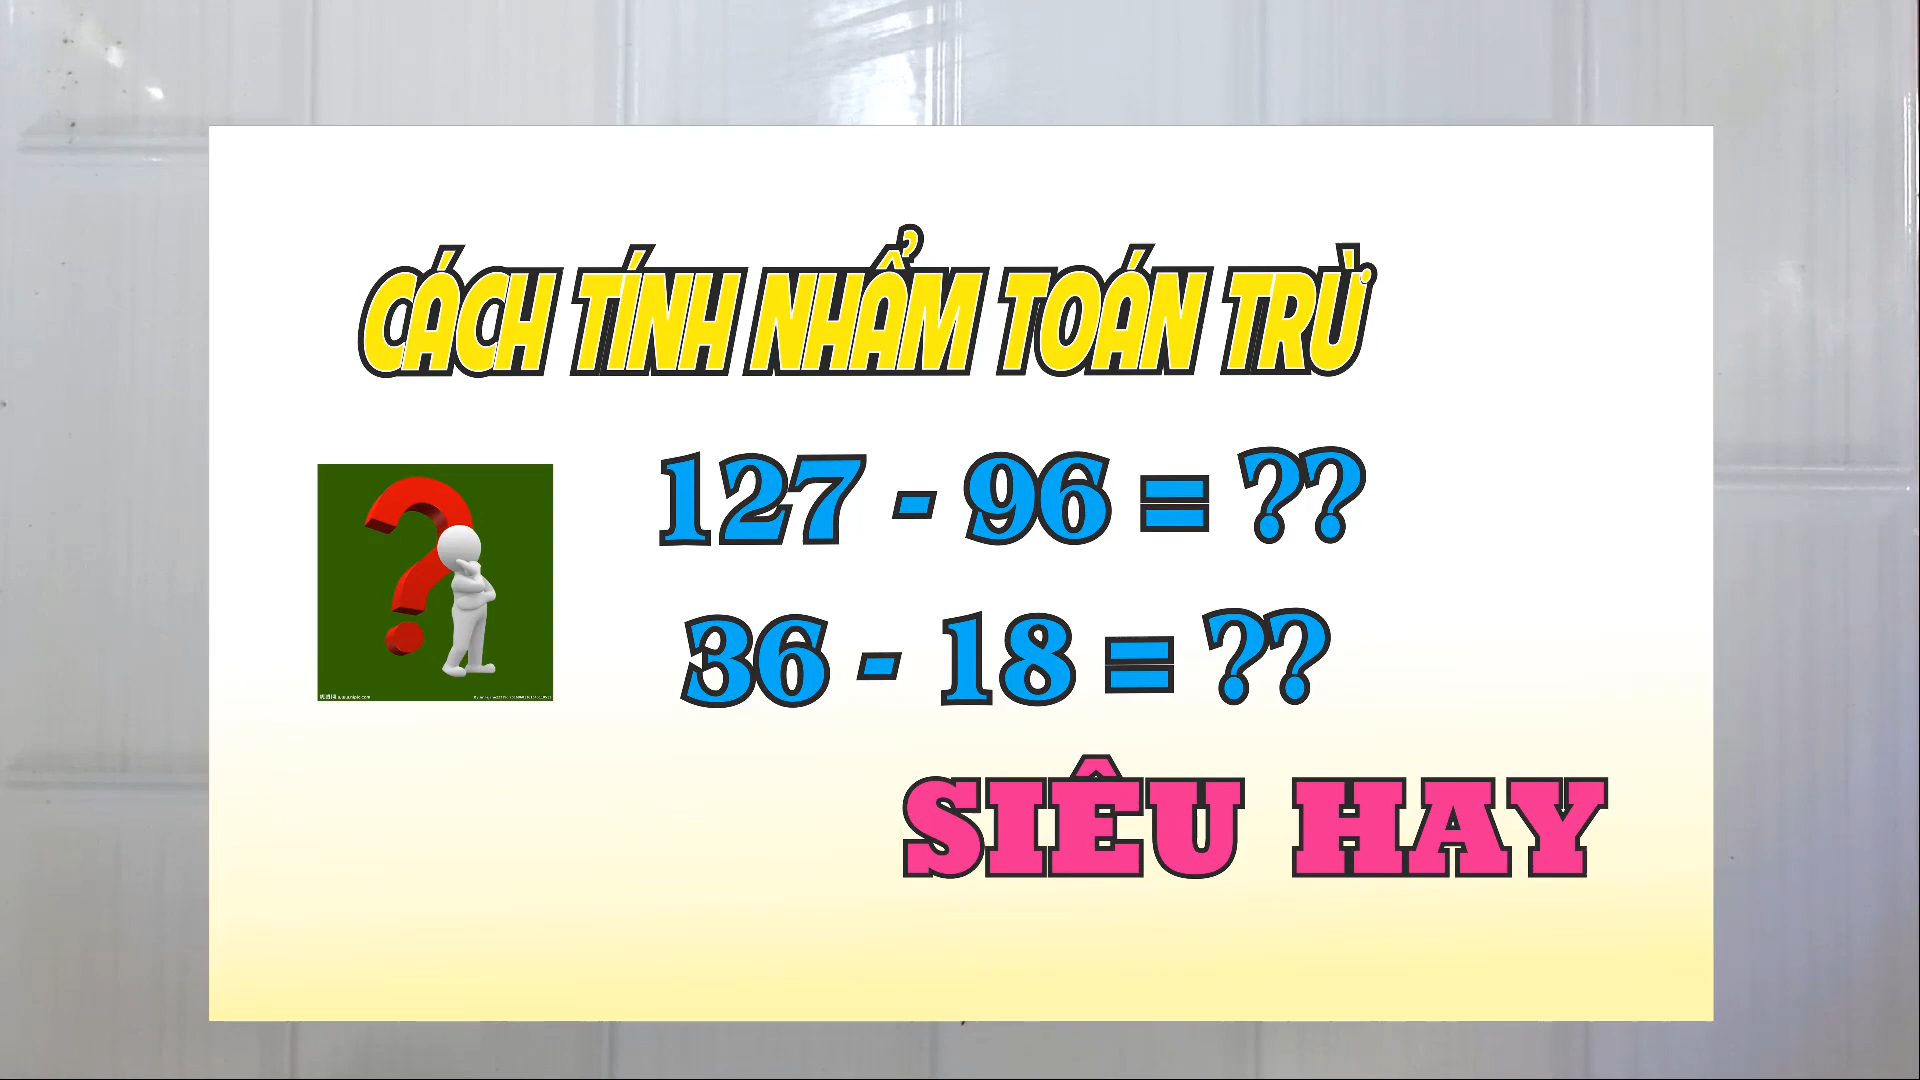 CÁCH TÍNH NHẨM TOÁN TRỪ
127 - 96 = ??
36 - 18 = ??
SIÊU HAY